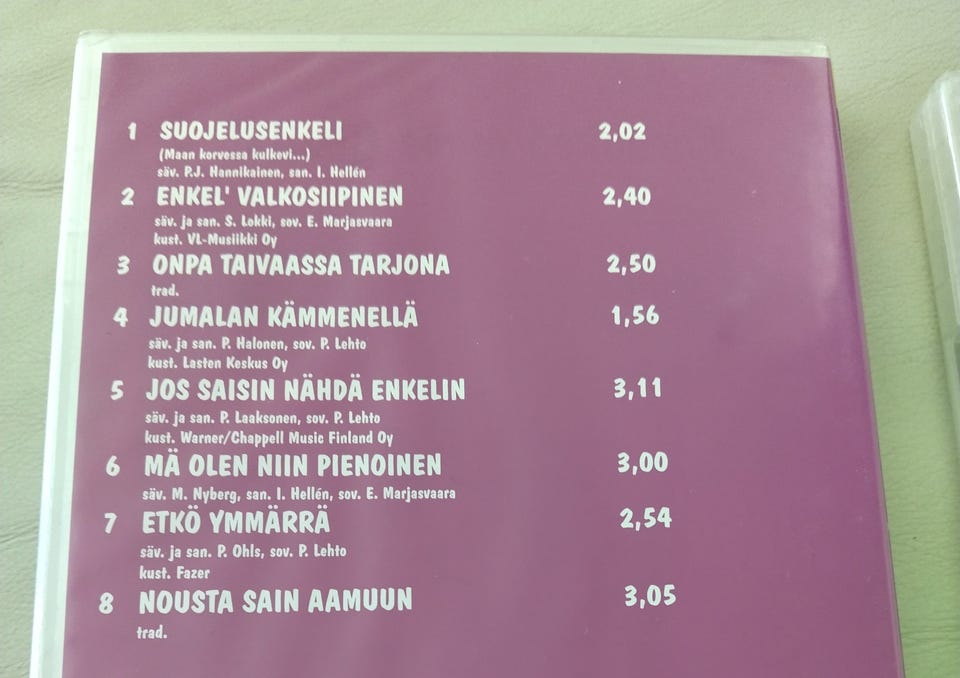 1 SUOJELUSENKELI 2,02
(Maan korvessa kulkevi...)
säv. P.J. Hannikainen, san. I. Hellén
2 ENKEL' VALKOSIIPINEN 2,40
säv. ja san. S. Lokki, sov. E. Marjasvaara
kust. VL-Musiikki Oy
3 ONPA TAIVAASSA TARJONA 2,50
trad.
4 JUMALAN KÄMMENELLÄ 1,56
säv. ja san. P. Halonen, sov. P. Lehto
kust. Lasten Keskus Oy
5 JOS SAISIN NÄHDÄ ENKELIN 3,11
säv. ja san. P. Laaksonen, sov. P. Lehto
kust. Warner/Chappell Music Finland Oy
6 MÄ OLEN NIIN PIENOINEN 3,00
säv. M. Nyberg, san. I. Hellén, sov. E. Marjasvaara
7 ETKÖ YMMÄRRÄ 2,54
säv. ja san. P. Ohls, sov. P. Lehto
kust. Fazer
8 NOUSTA SAIN AAMUUN 3,05
trad.